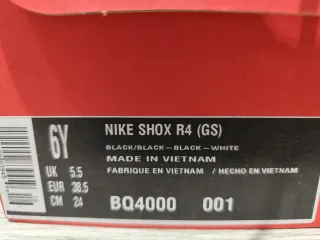 6Y
UK 5.5
EUR 38.5
CM 24
NIKE SHOX R4 (GS)
BLACK/BLACK-BLACK-WHITE
MADE IN VIETNAM
FABRIQUE EN VIETNAM / HECHO EN VIETNAM
BQ4000 001